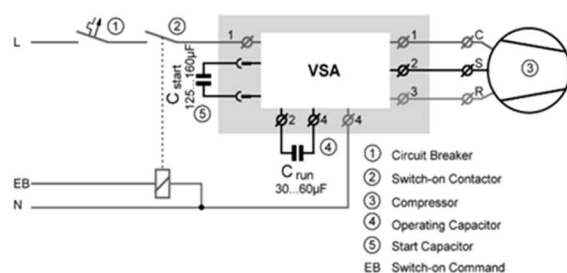 L
①
②
1
1
C
C start
125...160µF
⑤
VSA
2
S
③
3
R
2
4
4
④
C run
30...60µF
EB
N
① Circuit Breaker
② Switch-on Contactor
③ Compressor
④ Operating Capacitor
⑤ Start Capacitor
EB Switch-on Command